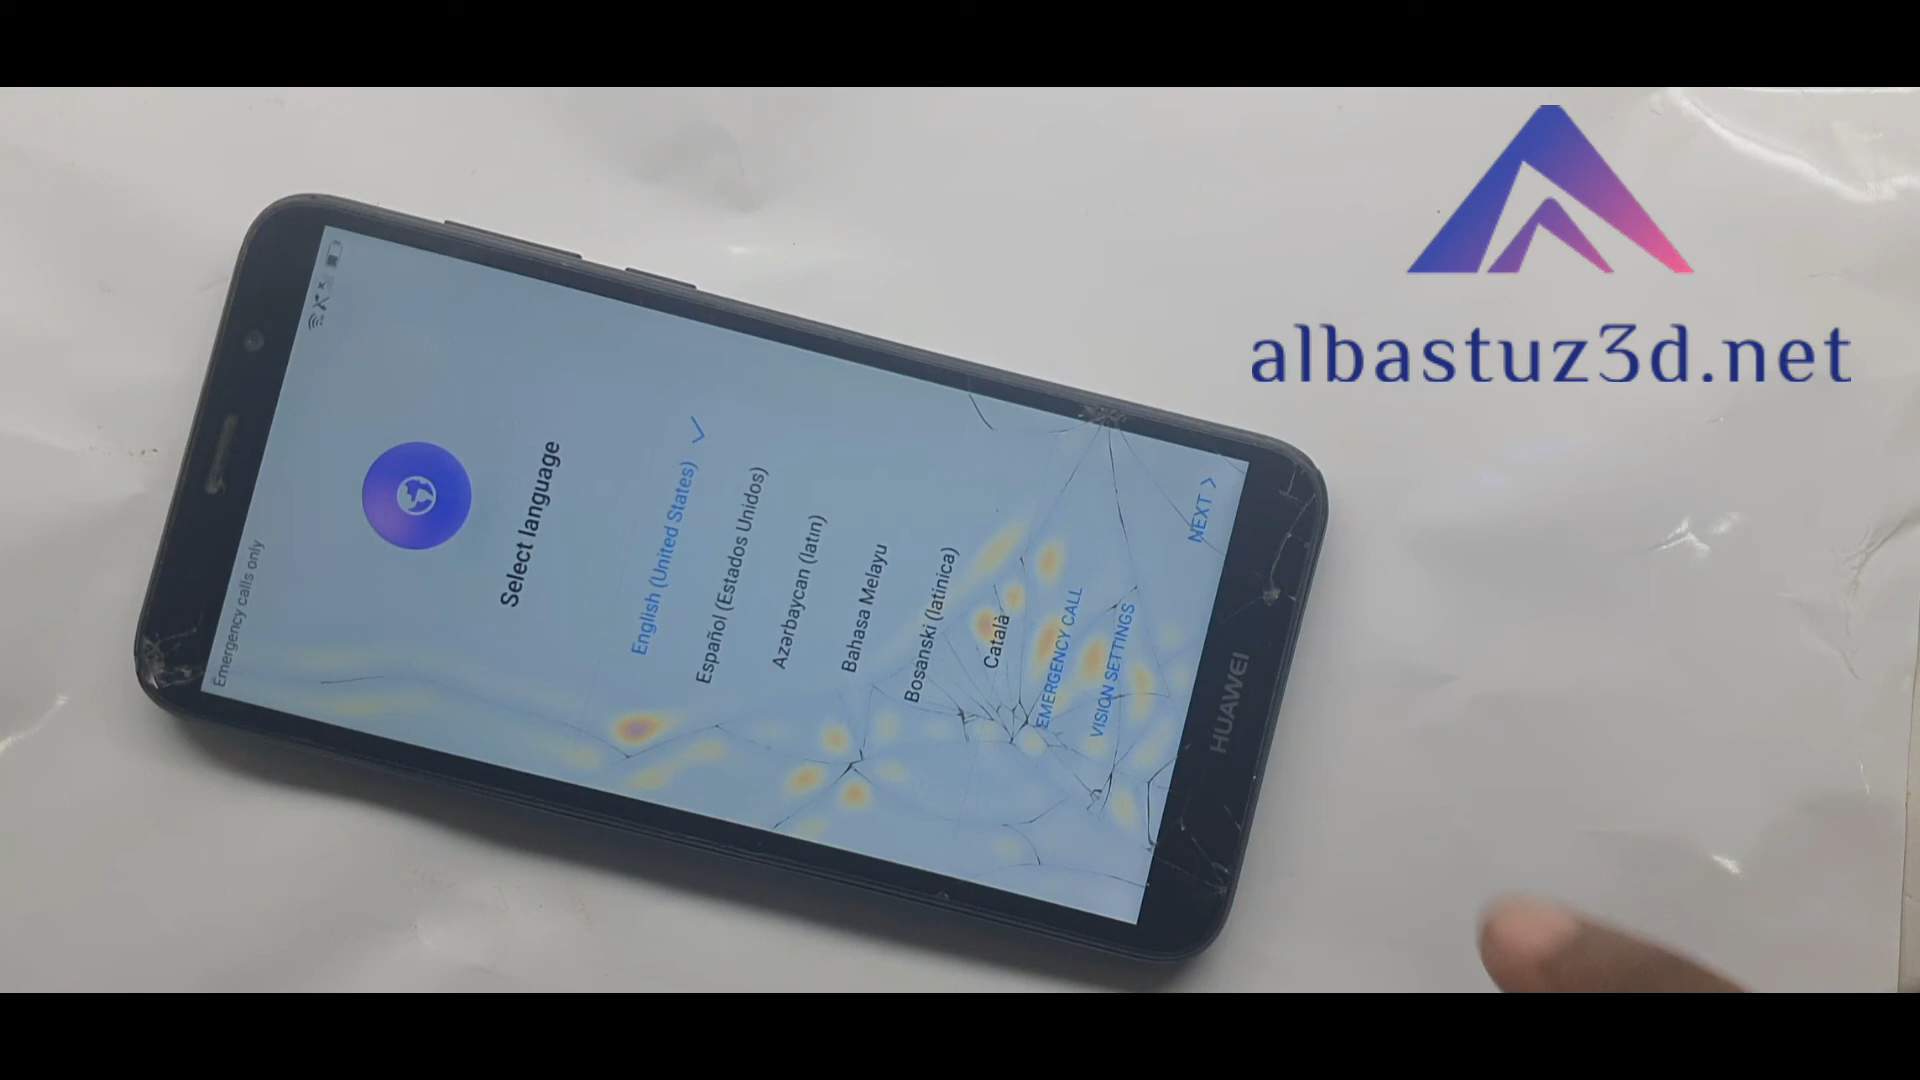 albastuz3d.net
Emergency calls only
Select language
English (United States)
Español (Estados Unidos)
Azərbaycan (latın)
Bahasa Melayu
Bosanski (latinica)
Català
EMERGENCY CALL
VISION SETTINGS
NEXT >
HUAWEI